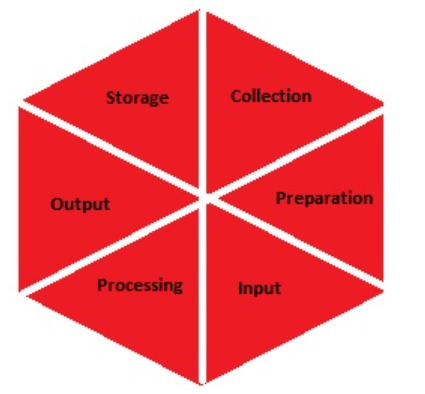 Storage
Collection
Output
Preparation
Processing
Input